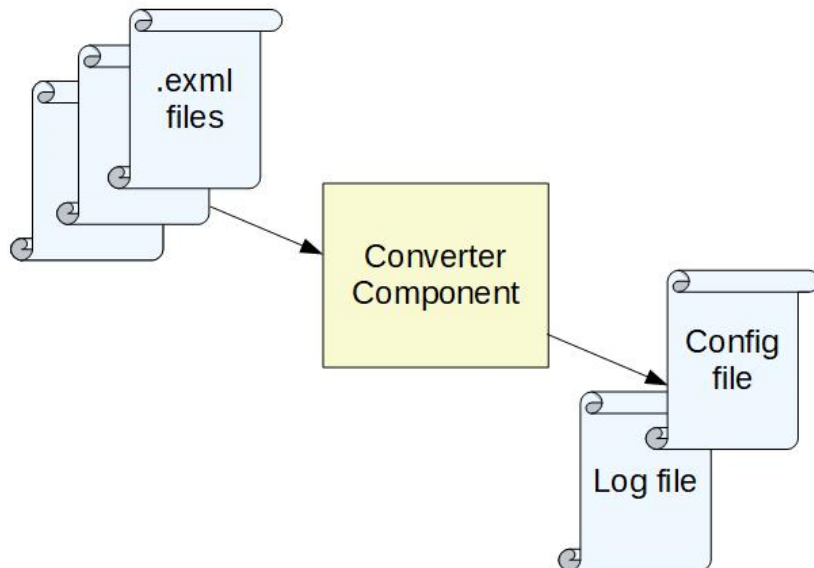 .exml
files
Converter
Component
Config
file
Log file